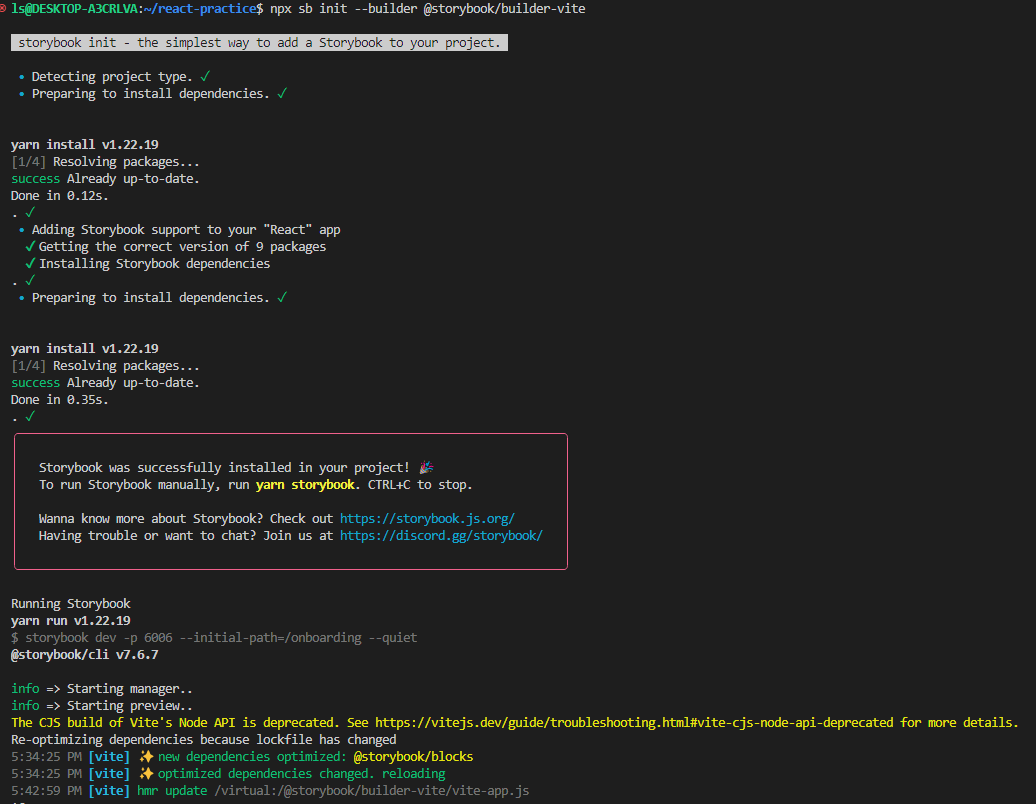 ls@DESKTOP-A3CRLVA:~/react-practice$ npx sb init --builder @storybook/builder-vite
storybook init - the simplest way to add a Storybook to your project.
• Detecting project type. ✓
• Preparing to install dependencies. ✓
yarn install v1.22.19
[1/4] Resolving packages...
success Already up-to-date.
Done in 0.12s.
. ✓
• Adding Storybook support to your "React" app
✓ Getting the correct version of 9 packages
✓ Installing Storybook dependencies
. ✓
• Preparing to install dependencies. ✓
yarn install v1.22.19
[1/4] Resolving packages...
success Already up-to-date.
Done in 0.35s.
. ✓
Storybook was successfully installed in your project! 🎉
To run Storybook manually, run yarn storybook. CTRL+C to stop.
Wanna know more about Storybook? Check out https://storybook.js.org/
Having trouble or want to chat? Join us at https://discord.gg/storybook/
Running Storybook
yarn run v1.22.19
$ storybook dev -p 6006 --initial-path=/onboarding --quiet
@storybook/cli v7.6.7
info => Starting manager..
info => Starting preview..
The CJS build of Vite's Node API is deprecated. See https://vitejs.dev/guide/troubleshooting.html#vite-cjs-node-api-deprecated for more details.
Re-optimizing dependencies because lockfile has changed
5:34:25 PM [vite] ✨ new dependencies optimized: @storybook/blocks
5:34:25 PM [vite] ✨ optimized dependencies changed. reloading
5:42:59 PM [vite] hmr update /virtual:/@storybook/builder-vite/vite-app.js